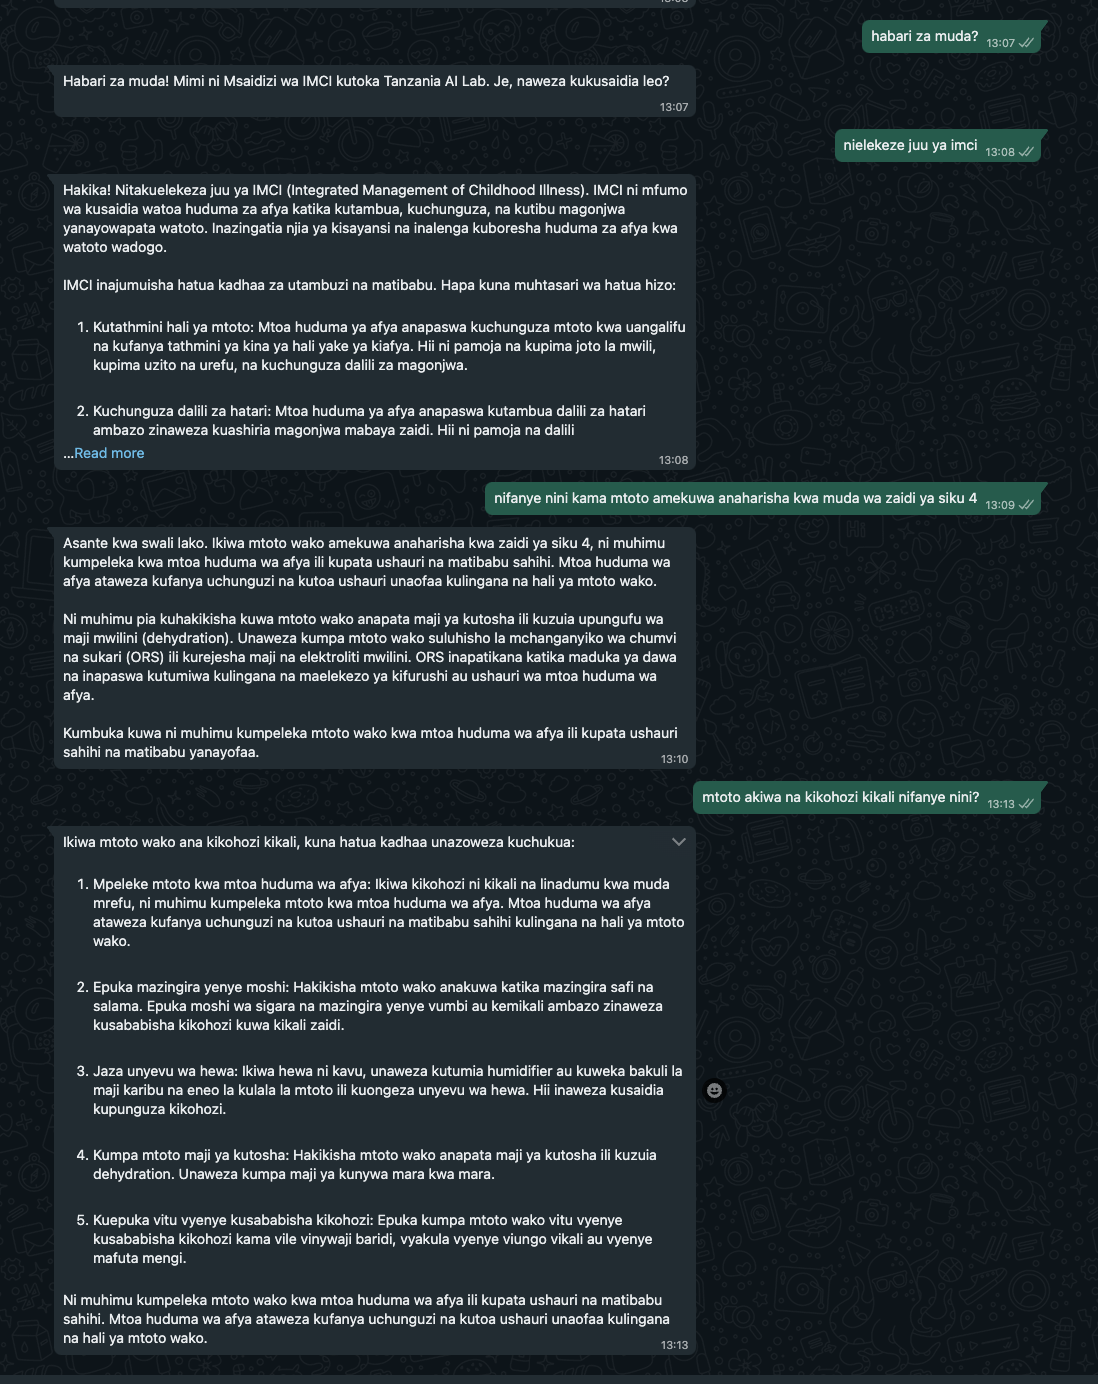 habari za muda? 13:07
Habari za muda! Mimi ni Msaidizi wa IMCI kutoka Tanzania AI Lab. Je, naweza kukusaidia leo?
13:07
nielekeze juu ya imci 13:08
Hakika! Nitakuelekeza juu ya IMCI (Integrated Management of Childhood Illness). IMCI ni mfumo
wa kusaidia watoa huduma za afya katika kutambua, kuchunguza, na kutibu magonjwa
yanayowapata watoto. Inazingatia njia ya kisayansi na inalenga kuboresha huduma za afya kwa
watoto wadogo.
IMCI inajumuisha hatua kadhaa za utambuzi na matibabu. Hapa kuna muhtasari wa hatua hizo:
1. Kutathmini hali ya mtoto: Mtoa huduma ya afya anapaswa kuchunguza mtoto kwa uangalifu
na kufanya tathmini ya kina ya hali yake ya kiafya. Hii ni pamoja na kupima joto la mwili,
kupima uzito na urefu, na kuchunguza dalili za magonjwa.
2. Kuchunguza dalili za hatari: Mtoa huduma ya afya anapaswa kutambua dalili za hatari
ambazo zinaweza kuashiria magonjwa mabaya zaidi. Hii ni pamoja na dalili
...Read more
13:08
nifanye nini kama mtoto amekuwa anaharisha kwa muda wa zaidi ya siku 4 13:09
Asante kwa swali lako. Ikiwa mtoto wako amekuwa anaharisha kwa zaidi ya siku 4, ni muhimu
kumpeleka kwa mtoa huduma wa afya ili kupata ushauri na matibabu sahihi. Mtoa huduma wa
afya ataweza kufanya uchunguzi na kutoa ushauri unaofaa kulingana na hali ya mtoto wako.
Ni muhimu pia kuhakikisha kuwa mtoto wako anapata maji ya kutosha ili kuzuia upungufu wa
maji mwilini (dehydration). Unaweza kumpa mtoto wako suluhisho la mchanganyiko wa chumvi
na sukari (ORS) ili kurejesha maji na elektroliti mwilini. ORS inapatikana katika maduka ya dawa
na inapaswa kutumiwa kulingana na maelekezo ya kifurushi au ushauri wa mtoa huduma wa
afya.
Kumbuka kuwa ni muhimu kumpeleka mtoto wako kwa mtoa huduma wa afya ili kupata ushauri
sahihi na matibabu yanayofaa.
13:10
mtoto akiwa na kikohozi kikali nifanye nini? 13:13
Ikiwa mtoto wako ana kikohozi kikali, kuna hatua kadhaa unazoweza kuchukua:
1. Mpeleke mtoto kwa mtoa huduma wa afya: Ikiwa kikohozi ni kikali na linadumu kwa muda
mrefu, ni muhimu kumpeleka mtoto kwa mtoa huduma wa afya. Mtoa huduma wa afya
ataweza kufanya uchunguzi na kutoa ushauri na matibabu sahihi kulingana na hali ya mtoto
wako.
2. Epuka mazingira yenye moshi: Hakikisha mtoto wako anakuwa katika mazingira safi na
salama. Epuka moshi wa sigara na mazingira yenye vumbi au kemikali ambazo zinaweza
kusababisha kikohozi kuwa kikali zaidi.
3. Jaza unyevu wa hewa: Ikiwa hewa ni kavu, unaweza kutumia humidifier au kuweka bakuli la
maji karibu na eneo la kulala la mtoto ili kuongeza unyevu wa hewa. Hii inaweza kusaidia
kupunguza kikohozi.
4. Kumpa mtoto maji ya kutosha: Hakikisha mtoto wako anapata maji ya kutosha ili kuzuia
dehydration. Unaweza kumpa maji ya kunywa mara kwa mara.
5. Kuepuka vitu vyenye kusababisha kikohozi: Epuka kumpa mtoto wako vitu vyenye
kusababisha kikohozi kama vile vinywaji baridi, vyakula vyenye viungo vikali au vyenye
mafuta mengi.
Ni muhimu kumpeleka mtoto wako kwa mtoa huduma wa afya ili kupata ushauri na matibabu
sahihi. Mtoa huduma wa afya ataweza kufanya uchunguzi na kutoa ushauri unaofaa kulingana
na hali ya mtoto wako.
13:13